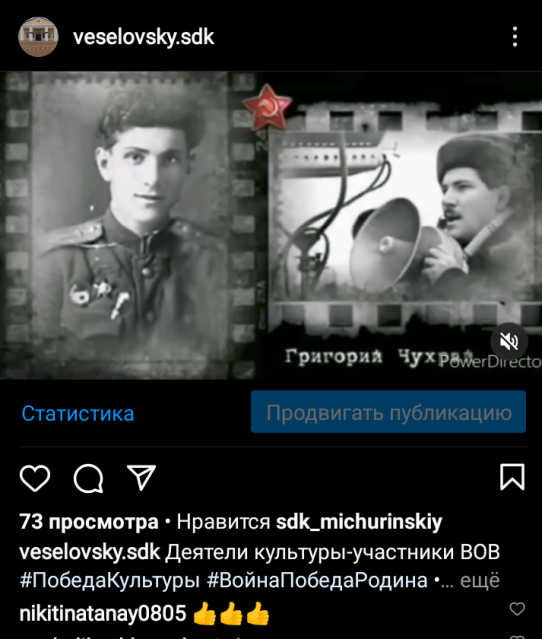 veselovsky.sdk
Григорий Чухрай
PowerDirecto
Статистика
Продвигать публикацию
73 просмотра • Нравится sdk_michurinskiy
veselovsky.sdk Деятели культуры-участники ВОВ
#ПобедаКультуры #ВойнаПобедаРодина •... ещё
nikitinatanay0805 👍👍👍